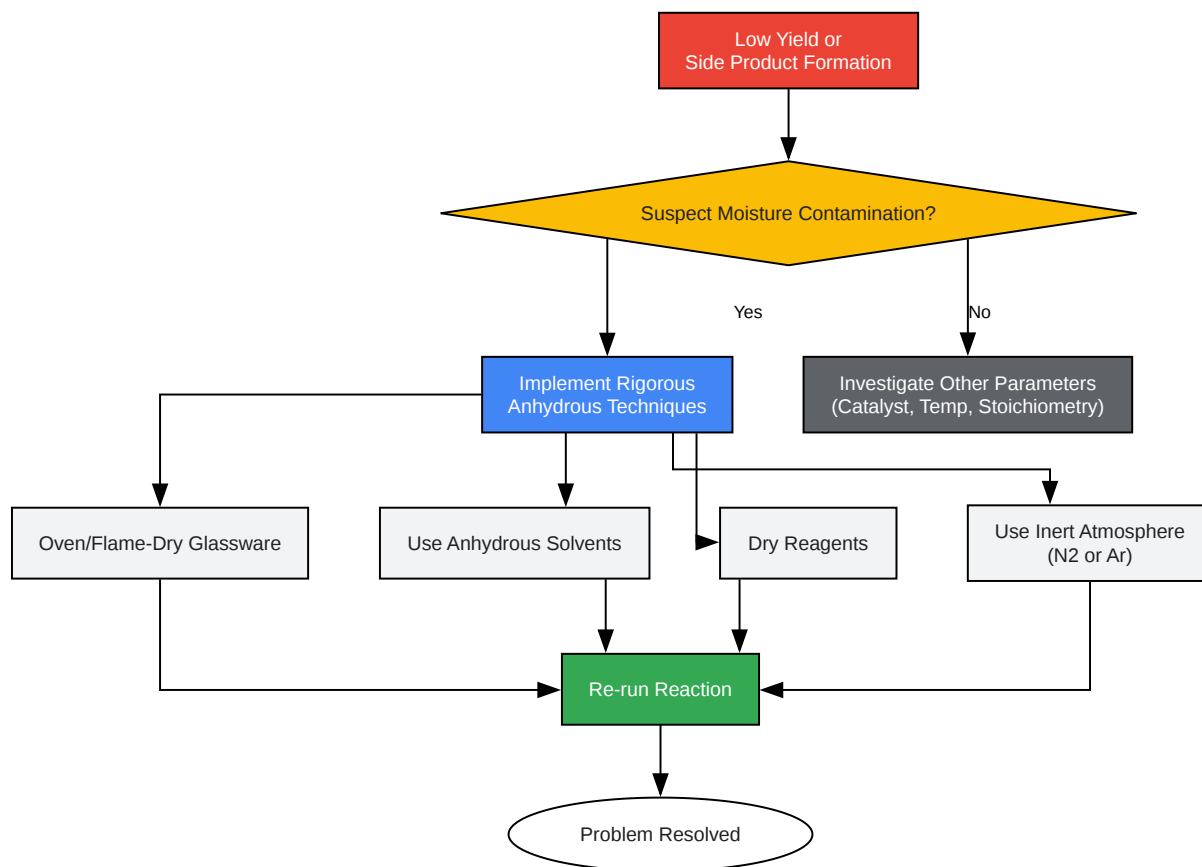 Low Yield or
Side Product Formation
Suspect Moisture Contamination?
Yes
No
Implement Rigorous
Anhydrous Techniques
Investigate Other Parameters
(Catalyst, Temp, Stoichiometry)
Oven/Flame-Dry Glassware
Use Anhydrous Solvents
Dry Reagents
Use Inert Atmosphere
(N2 or Ar)
Re-run Reaction
Problem Resolved